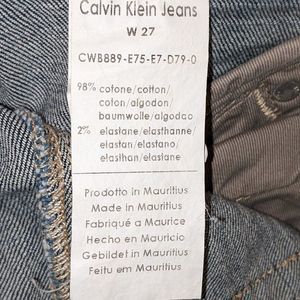 Calvin Klein Jeans
W 27
CWB889-E75-E7-D79-0
98% cotone/cotton/
coton/algodon/
baumwolle/algodao
2% elastane/elasthanne/
elastan/elastano/
elasthan/elastane
Prodotto in Mauritius
Made in Mauritius
Fabriqué a Maurice
Hecho en Mauricio
Gebildet in Mauritius
Feitu em Mauritius